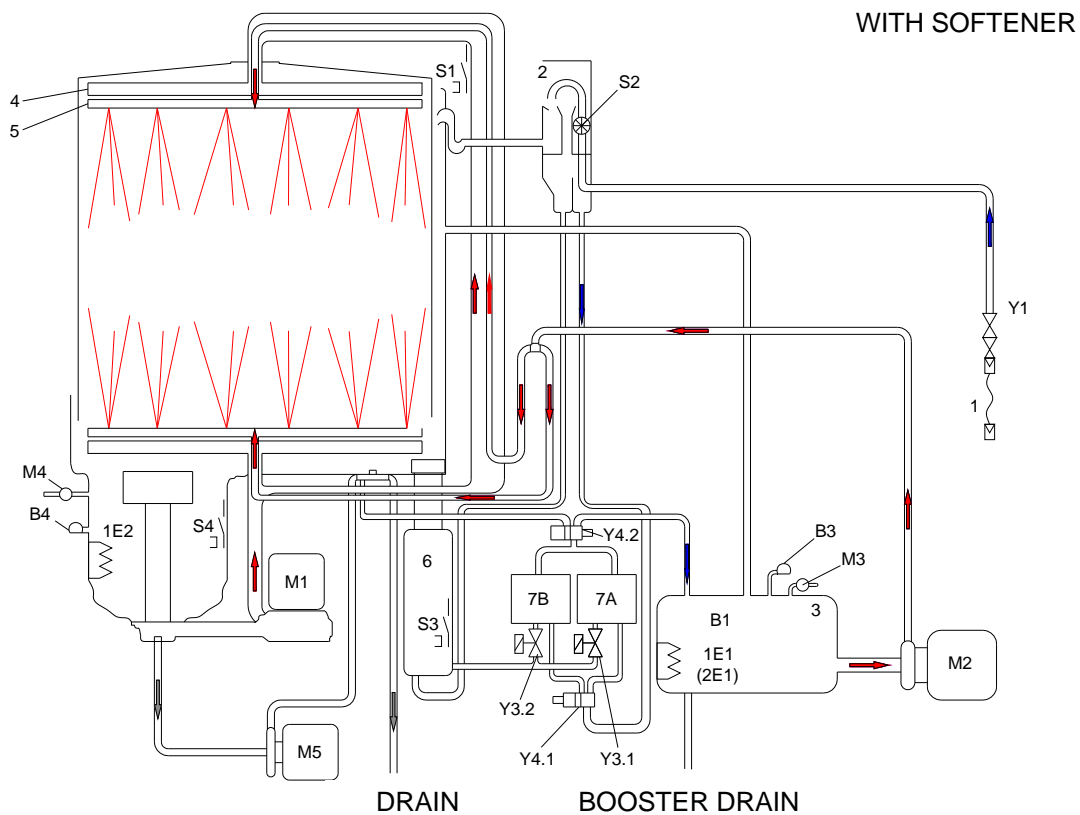 WITH SOFTENER
S1
2
S2
4
5
Y1
1
M4
B4
1E2
S4
M1
6
S3
Y4.2
7B
7A
B3
M3
3
B1
1E1
(2E1)
M2
Y3.2
M5
Y4.1
Y3.1
DRAIN
BOOSTER DRAIN